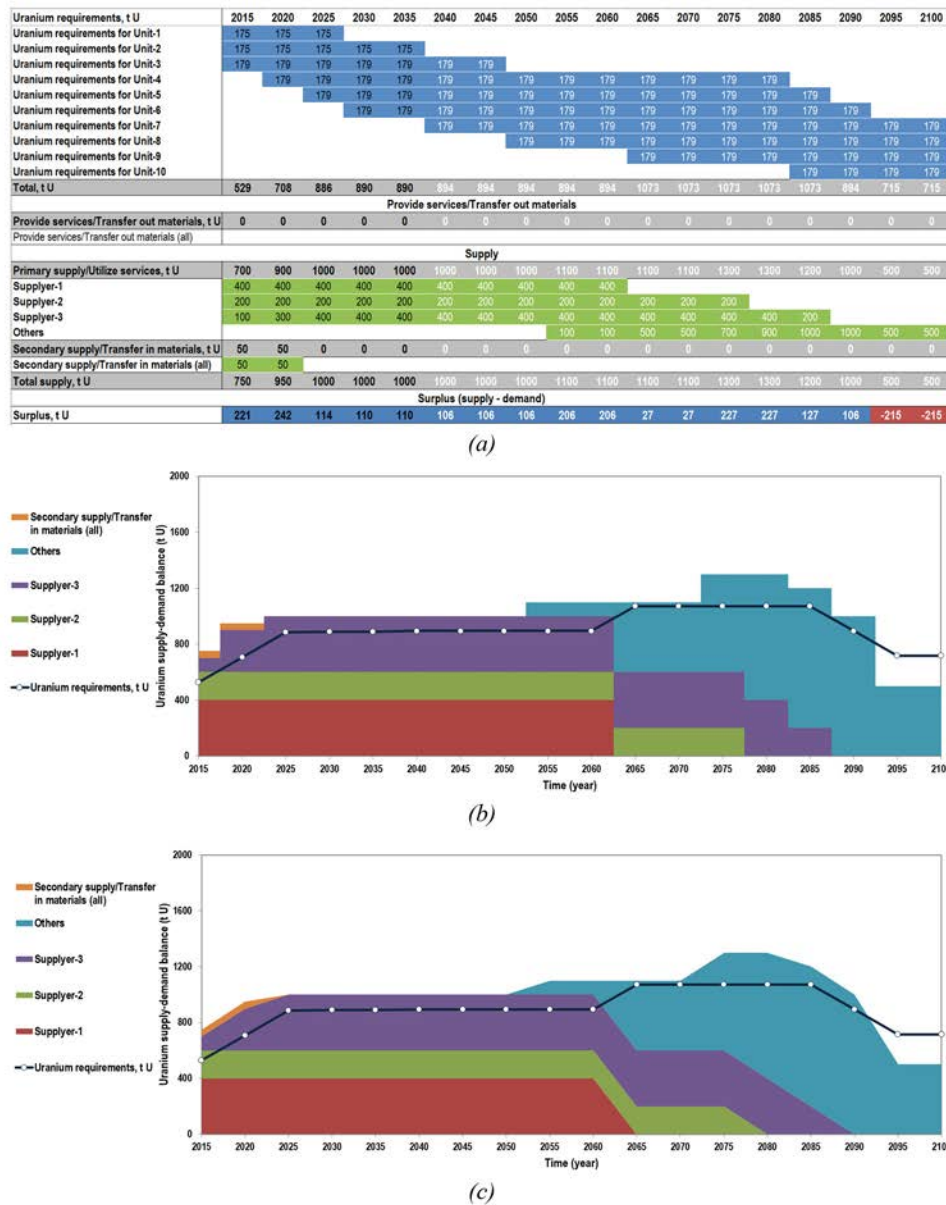 Uranium requirements, t U 2015 2020 2025 2030 2035 2040 2045 2050 2055 2060 2065 2070 2075 2080 2085 2090 2095 2100
Uranium requirements for Unit-1 175 175 175
Uranium requirements for Unit-2 175 175 175 175 175
Uranium requirements for Unit-3 179 179 179 179 179 179 179
Uranium requirements for Unit-4 179 179 179 179 179 179 179 179 179 179 179 179 179
Uranium requirements for Unit-5 179 179 179 179 179 179 179 179 179 179 179 179 179
Uranium requirements for Unit-6 179 179 179 179 179 179 179 179 179 179 179 179 179
Uranium requirements for Unit-7 179 179 179 179 179 179 179 179 179 179 179 179 179
Uranium requirements for Unit-8 179 179 179 179 179 179 179 179 179 179 179
Uranium requirements for Unit-9 179 179 179 179 179 179 179 179
Uranium requirements for Unit-10 179 179 179 179
Total, t U 529 708 886 890 890 894 894 894 894 894 1073 1073 1073 1073 1073 894 715 715
Provide services/Transfer out materials
Provide services/Transfer out materials, t U 0 0 0 0 0 0 0 0 0 0 0 0 0 0 0 0 0 0
Provide services/Transfer out materials (all)
Supply
Primary supply/Utilize services, t U 700 900 1000 1000 1000 1000 1000 1000 1100 1100 1100 1100 1300 1300 1200 1000 500 500
Supplyer-1 400 400 400 400 400 400 400 400 400 400
Supplyer-2 200 200 200 200 200 200 200 200 200 200 200 200 200
Supplyer-3 100 300 400 400 400 400 400 400 400 400 400 400 400 400 200
Others 100 100 500 500 700 900 1000 1000 500 500
Secondary supply/Transfer in materials, t U 50 50 0 0 0 0 0 0 0 0 0 0 0 0 0 0 0 0
Secondary supply/Transfer in materials (all) 50 50
Total supply, t U 750 950 1000 1000 1000 1000 1000 1000 1100 1100 1100 1100 1300 1300 1200 1000 500 500
Surplus (supply - demand)
Surplus, t U 221 242 114 110 110 106 106 106 206 206 27 27 227 227 127 106 -215 -215
(a)
Secondary supply/Transfer
in materials (all)
Others
Supplyer-3
Supplyer-2
Supplyer-1
Uranium requirements, t U
Uranium supply-demand balance (t U)
2000
1600
1200
800
400
0
2015 2020 2025 2030 2035 2040 2045 2050 2055 2060 2065 2070 2075 2080 2085 2090 2095 210
Time (year)
(b)
Secondary supply/Transfer
in materials (all)
Others
Supplyer-3
Supplyer-2
Supplyer-1
Uranium requirements, t U
Uranium supply-demand balance (t U)
2000
1600
1200
800
400
0
2015 2020 2025 2030 2035 2040 2045 2050 2055 2060 2065 2070 2075 2080 2085 2090 2095 210
Time (year)
(c)